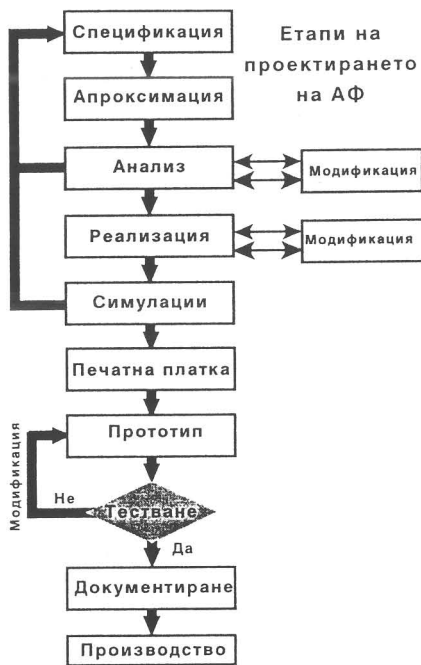 Спецификация
Етапи на
проектирането
на АФ
Апроксимация
Анализ
Модификация
Реализация
Модификация
Симулации
Печатна платка
Прототип
Модификация
Не
Тестване
Да
Документиране
Производство